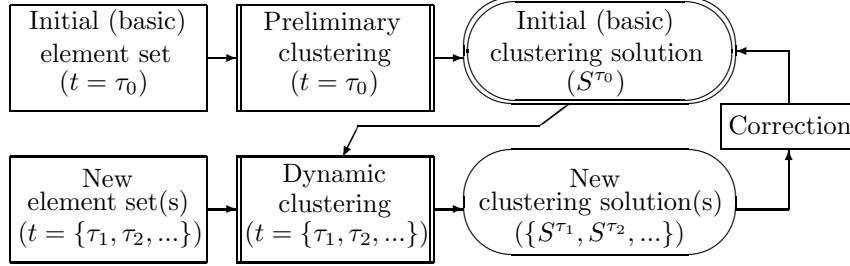 Initial (basic)
element set
(t = τ₀)
Preliminary
clustering
(t = τ₀)
Initial (basic)
clustering solution
(S^{τ₀})
Correction
New
element set(s)
(t = {τ₁, τ₂, ...})
Dynamic
clustering
(t = {τ₁, τ₂, ...})
New
clustering solution(s)
({S^{τ₁}, S^{τ₂}, ...})